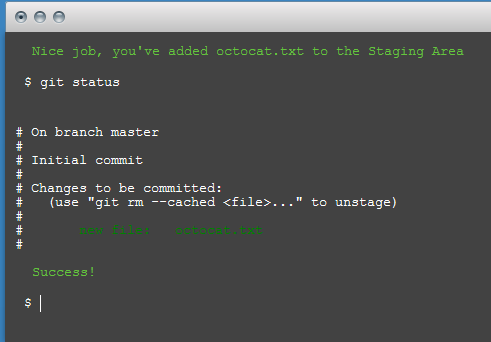 Nice job, you've added octocat.txt to the Staging Area
$ git status
# On branch master
#
# Initial commit
#
# Changes to be committed:
#   (use "git rm --cached <file>..." to unstage)
#
#       new file:   octocat.txt
#
Success!
$